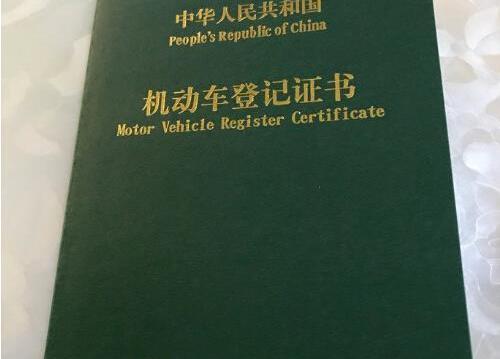 中华人民共和国
People's Republic of China
机动车登记证书
Motor Vehicle Register Certificate